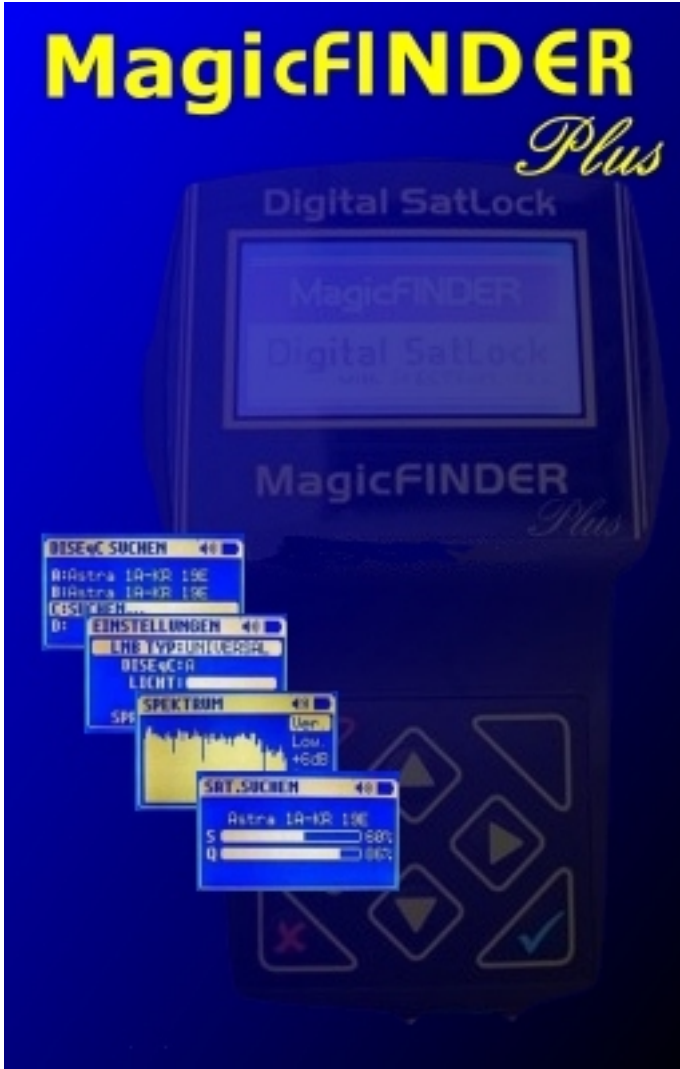 MagicFINDER
Plus
Digital SatLock
MagicFINDER
Digital SatLock
MagicFINDER
Plus
DISEqC SUCHEN
A:Astra 1A-KR 19E
B:Astra 1A-KR 19E
C:SUCHEN...
D:
EINSTELLUNGEN
LNB TYP:UNIVERSAL
DISEqC:A
LICHT:
SPEKTRUM
Ver.
Low.
+6dB
SAT.SUCHEN
Astra 1A-KR 19E
S 60%
Q 86%